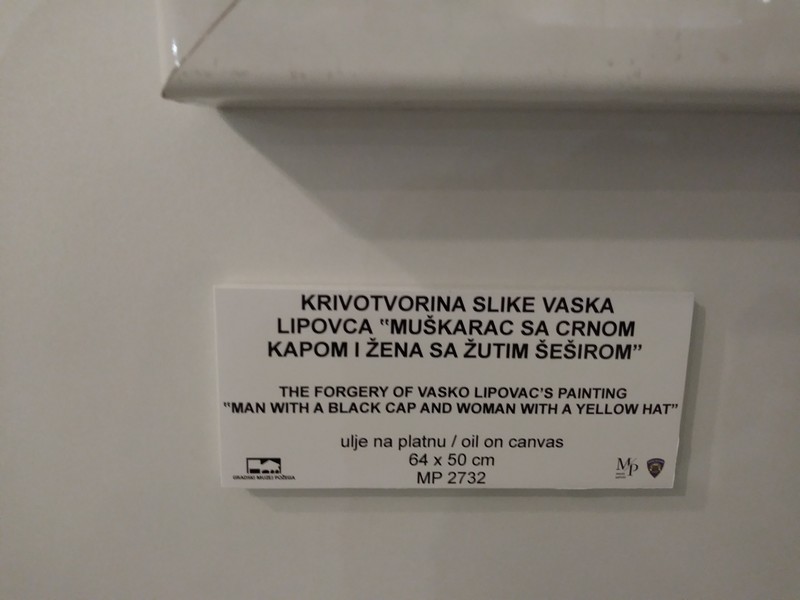 KRIVOTVORINA SLIKE VASKA
LIPOVCA "MUŠKARAC SA CRNOM
KAPOM I ŽENA SA ŽUTIM ŠEŠIROM"
THE FORGERY OF VASKO LIPOVAC'S PAINTING
"MAN WITH A BLACK CAP AND WOMAN WITH A YELLOW HAT"
ulje na platnu / oil on canvas
64 x 50 cm
MP 2732
GRADSKI MUZEJ POŽEGA
MP